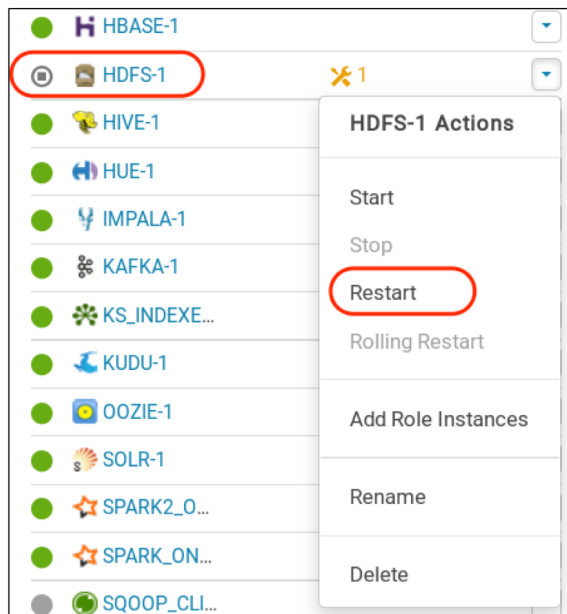 HBASE-1
HDFS-1 1
HIVE-1
HUE-1
IMPALA-1
KAFKA-1
KS_INDEXE...
KUDU-1
OOZIE-1
SOLR-1
SPARK2_O...
SPARK_ON...
SQOOP_CLI...
HDFS-1 Actions
Start
Stop
Restart
Rolling Restart
Add Role Instances
Rename
Delete